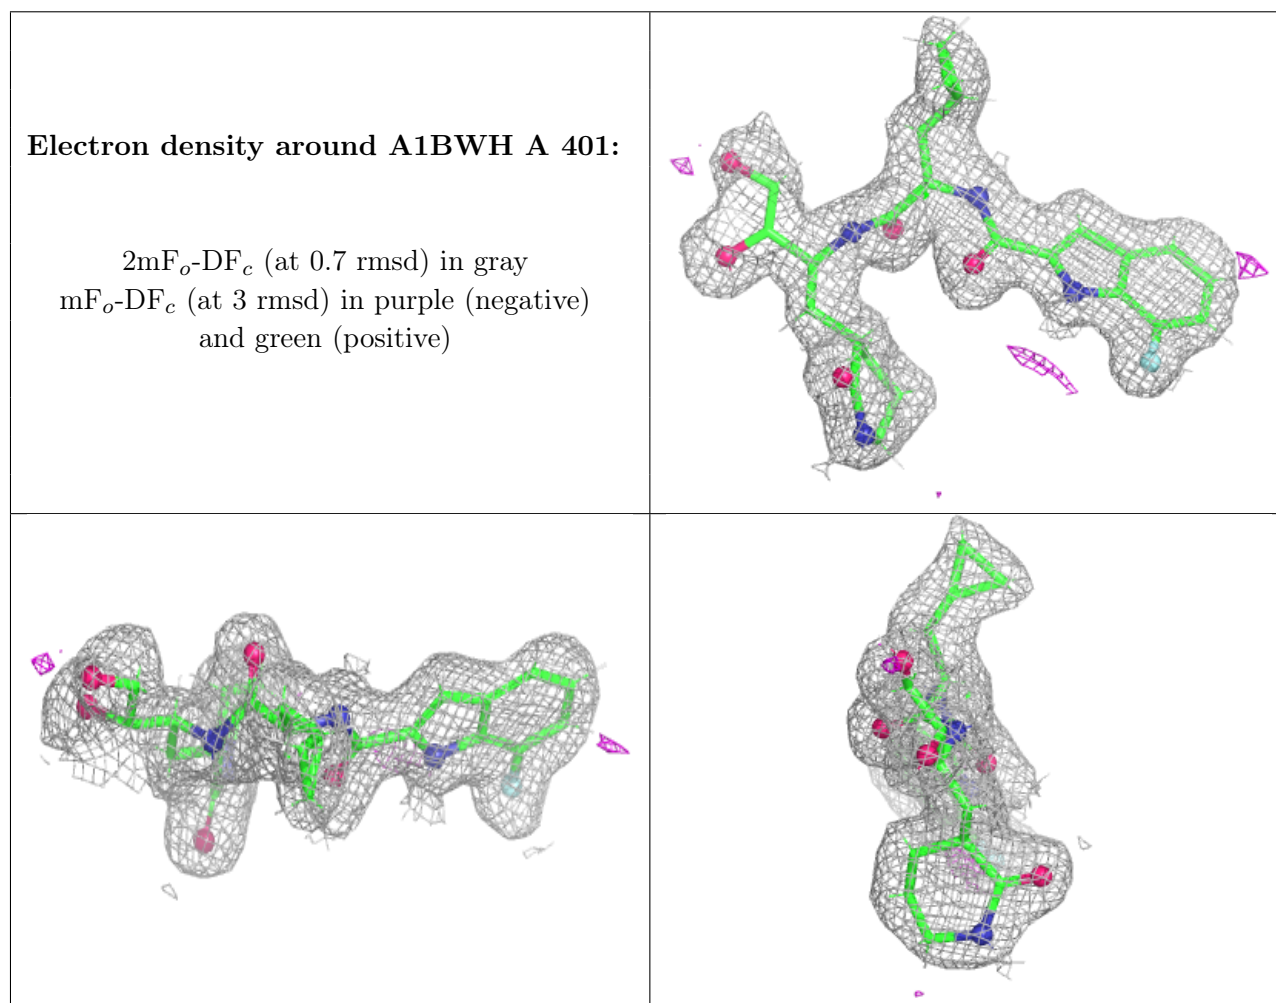 Electron density around A1BWH A 401:
2mFo-DFc (at 0.7 rmsd) in gray
mFo-DFc (at 3 rmsd) in purple (negative)
and green (positive)